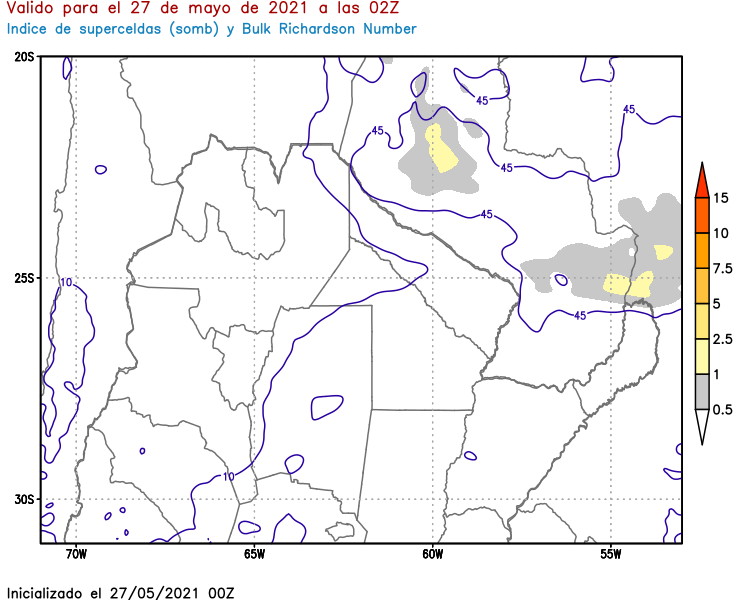 Valido para el 27 de mayo de 2021 a las 02Z
Indice de superceldas (somb) y Bulk Richardson Number
20S
45
45
45
45
45
45
25S
10
10
30S
70W
65W
60W
55W
15
10
7.5
5
2.5
1
0.5
Inicializado el 27/05/2021 00Z